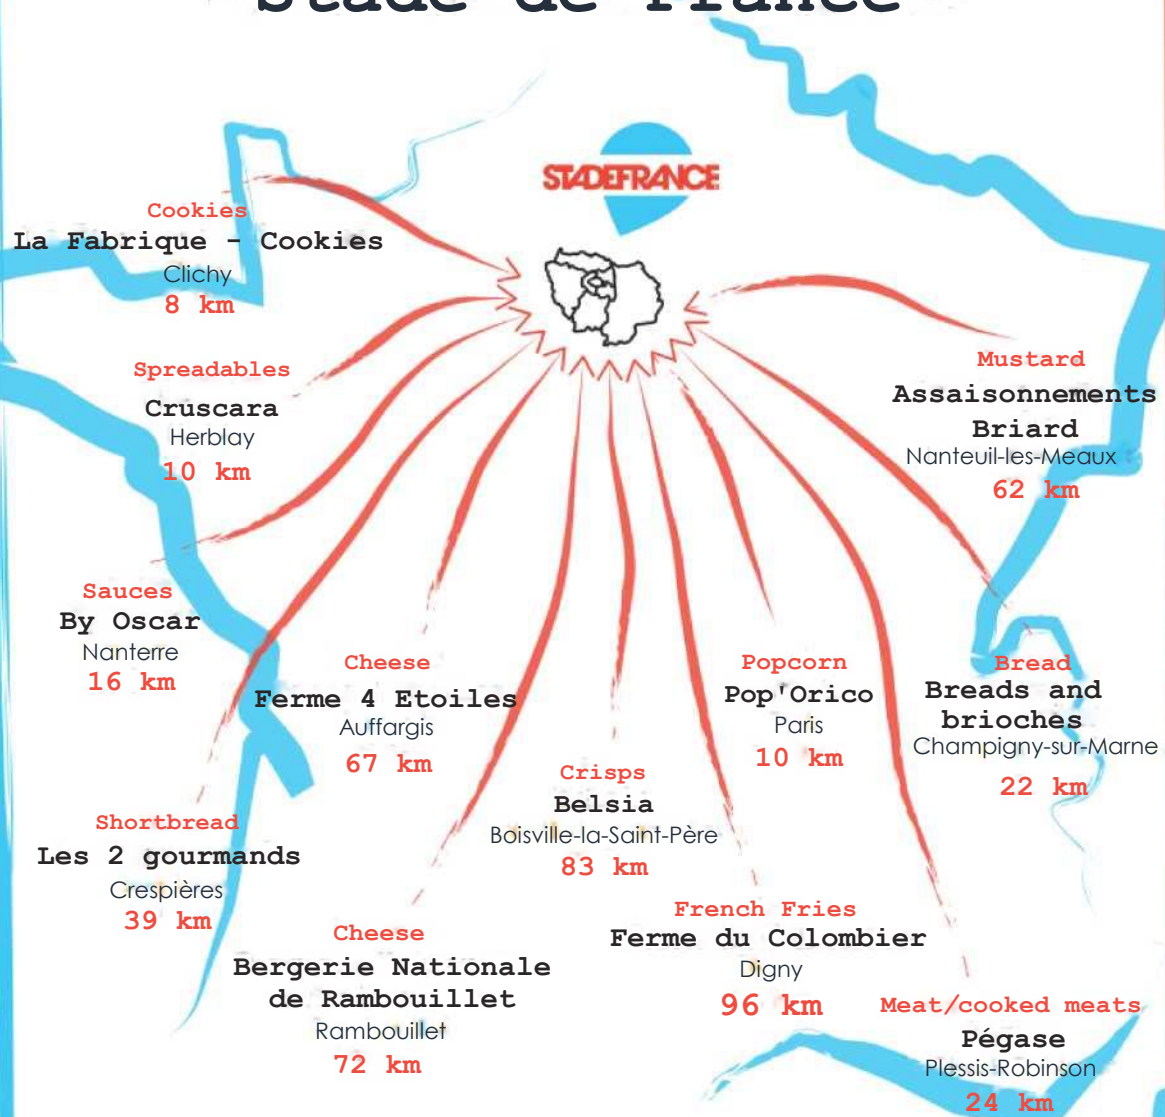 Stade de France
STADEFRANCE
Cookies
La Fabrique - Cookies
Clichy
8 km
Spreadables
Cruscara
Herblay
10 km
Mustard
Assaisonnements
Briard
Nanteuil-les-Meaux
62 km
Sauces
By Oscar
Nanterre
16 km
Cheese
Ferme 4 Etoiles
Auffargis
67 km
Popcorn
Pop'Orico
Paris
10 km
Bread
Breads and
brioches
Champigny-sur-Marne
22 km
Crisps
Belsia
Boisville-la-Saint-Père
83 km
Shortbread
Les 2 gourmands
Crespières
39 km
Cheese
Bergerie Nationale
de Rambouillet
Rambouillet
72 km
French Fries
Ferme du Colombier
Digny
96 km
Meat/cooked meats
Pégase
Plessis-Robinson
24 km